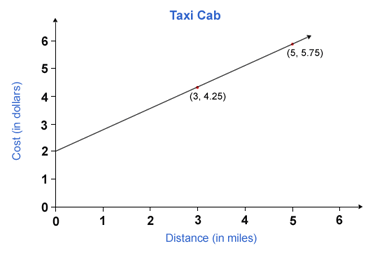 Taxi Cab
Cost (in dollars)
6
5
4
3
2
1
0
(5, 5.75)
(3, 4.25)
0 1 2 3 4 5 6
Distance (in miles)